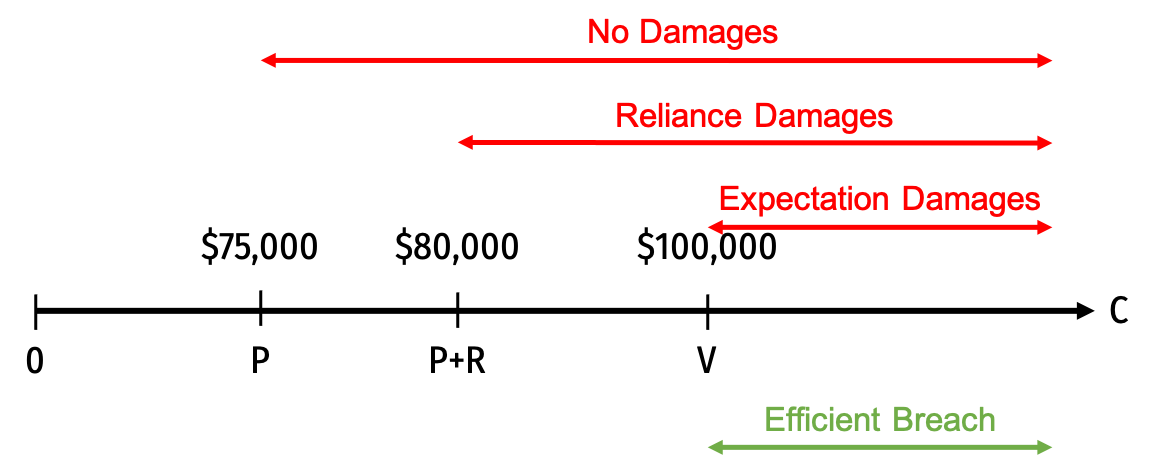 No Damages
Reliance Damages
Expectation Damages
$75,000 $80,000 $100,000
C
0 P P+R V
Efficient Breach